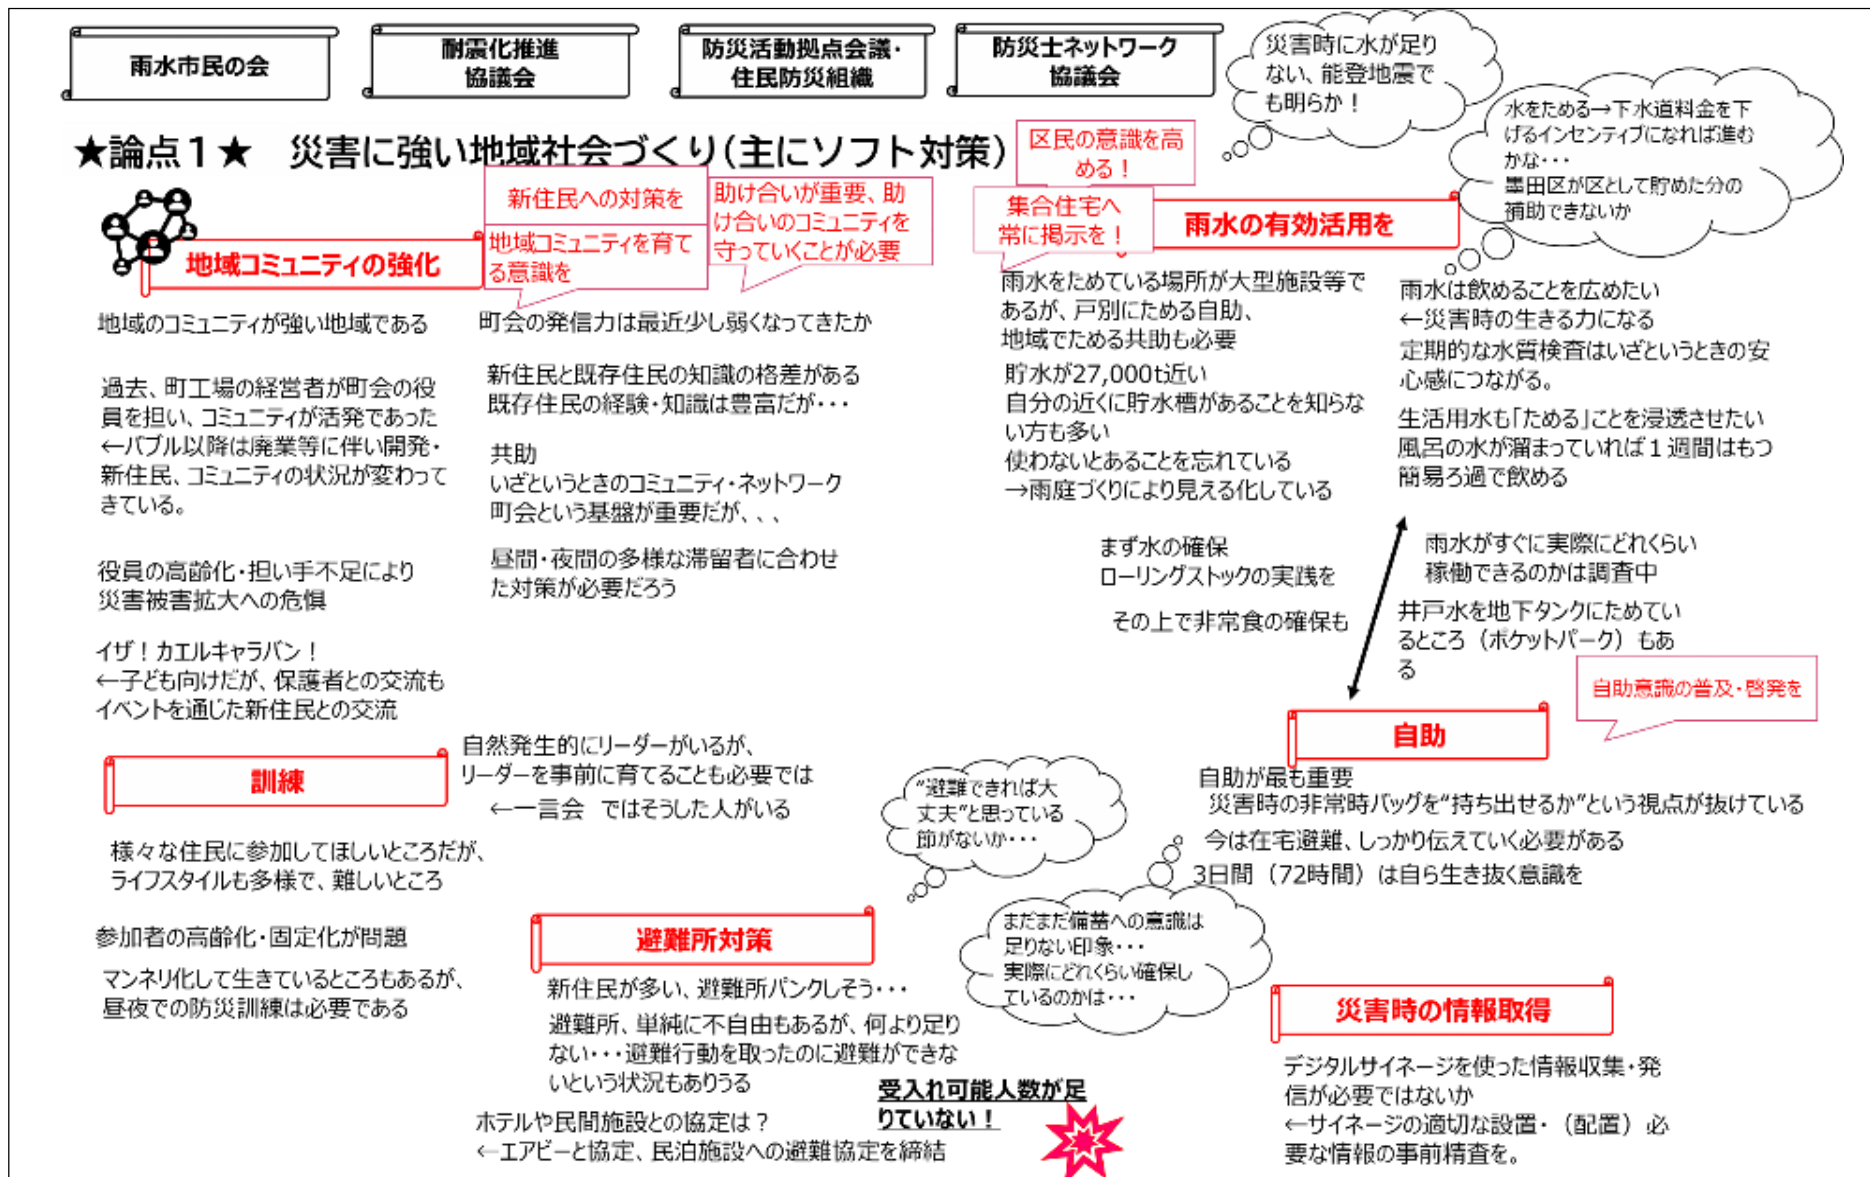 雨水市民の会
耐震化推進
協議会
防災活動拠点会議・
住民防災組織
防災士ネットワーク
協議会
災害時に水が足り
ない、能登地震で
も明らか！
水をためる→下水道料金を下
げるインセンティブになれば進む
かな・・・
墨田区が区として貯めた分の
補助できないか
★論点１★　災害に強い地域社会づくり（主にソフト対策）
区民の意識を高
める！
新住民への対策を
地域コミュニティを育て
る意識を
助け合いが重要、助
け合いのコミュニティを
守っていくことが必要
集合住宅へ
常に掲示を！
地域コミュニティの強化
地域のコミュニティが強い地域である
過去、町工場の経営者が町会の役
員を担い、コミュニティが活発であった
←バブル以降は廃業等に伴い開発・
新住民、コミュニティの状況が変わって
きている。
役員の高齢化・担い手不足により
災害被害拡大への危惧
イザ！カエルキャラバン！
←子ども向けだが、保護者との交流も
イベントを通じた新住民との交流
町会の発信力は最近少し弱くなってきたか
新住民と既存住民の知識の格差がある
既存住民の経験・知識は豊富だが・・・
共助
いざというときのコミュニティ・ネットワーク
町会という基盤が重要だが、、、
昼間・夜間の多様な滞留者に合わせ
た対策が必要だろう
雨水の有効活用を
雨水をためている場所が大型施設等で
あるが、戸別にためる自助、
地域でためる共助も必要
貯水が27,000t近い
自分の近くに貯水槽があることを知らな
い方も多い
使わないとあることを忘れている
→雨庭づくりにより見える化している
まず水の確保
ローリングストックの実践を
その上で非常食の確保も
雨水は飲めることを広めたい
←災害時の生きる力になる
定期的な水質検査はいざというときの安
心感につながる。
生活用水も「ためる」ことを浸透させたい
風呂の水が溜まっていれば１週間はもつ
簡易ろ過で飲める
雨水がすぐに実際にどれくらい
稼働できるのかは調査中
井戸水を地下タンクにためてい
るところ（ポケットパーク）もあ
る
自助意識の普及・啓発を
訓練
自然発生的にリーダーがいるが、
リーダーを事前に育てることも必要では
←一言会　ではそうした人がいる
様々な住民に参加してほしいところだが、
ライフスタイルも多様で、難しいところ
参加者の高齢化・固定化が問題
マンネリ化して生きているところもあるが、
昼夜での防災訓練は必要である
“避難できれば大
丈夫”と思っている
節がないか・・・
自助
自助が最も重要
災害時の非常時バッグを“持ち出せるか”という視点が抜けている
今は在宅避難、しっかり伝えていく必要がある
3日間（72時間）は自ら生き抜く意識を
まだまだ備蓄への意識は
足りない印象・・・
実際にどれくらい確保し
ているのかは・・・
避難所対策
新住民が多い、避難所パンクしそう・・・
避難所、単純に不自由もあるが、何より足り
ない・・・避難行動を取ったのに避難ができな
いという状況もありうる
受入れ可能人数が足
りていない！
ホテルや民間施設との協定は？
←エアビーと協定、民泊施設への避難協定を締結
災害時の情報取得
デジタルサイネージを使った情報収集・発
信が必要ではないか
←サイネージの適切な設置・（配置）必
要な情報の事前精査を。